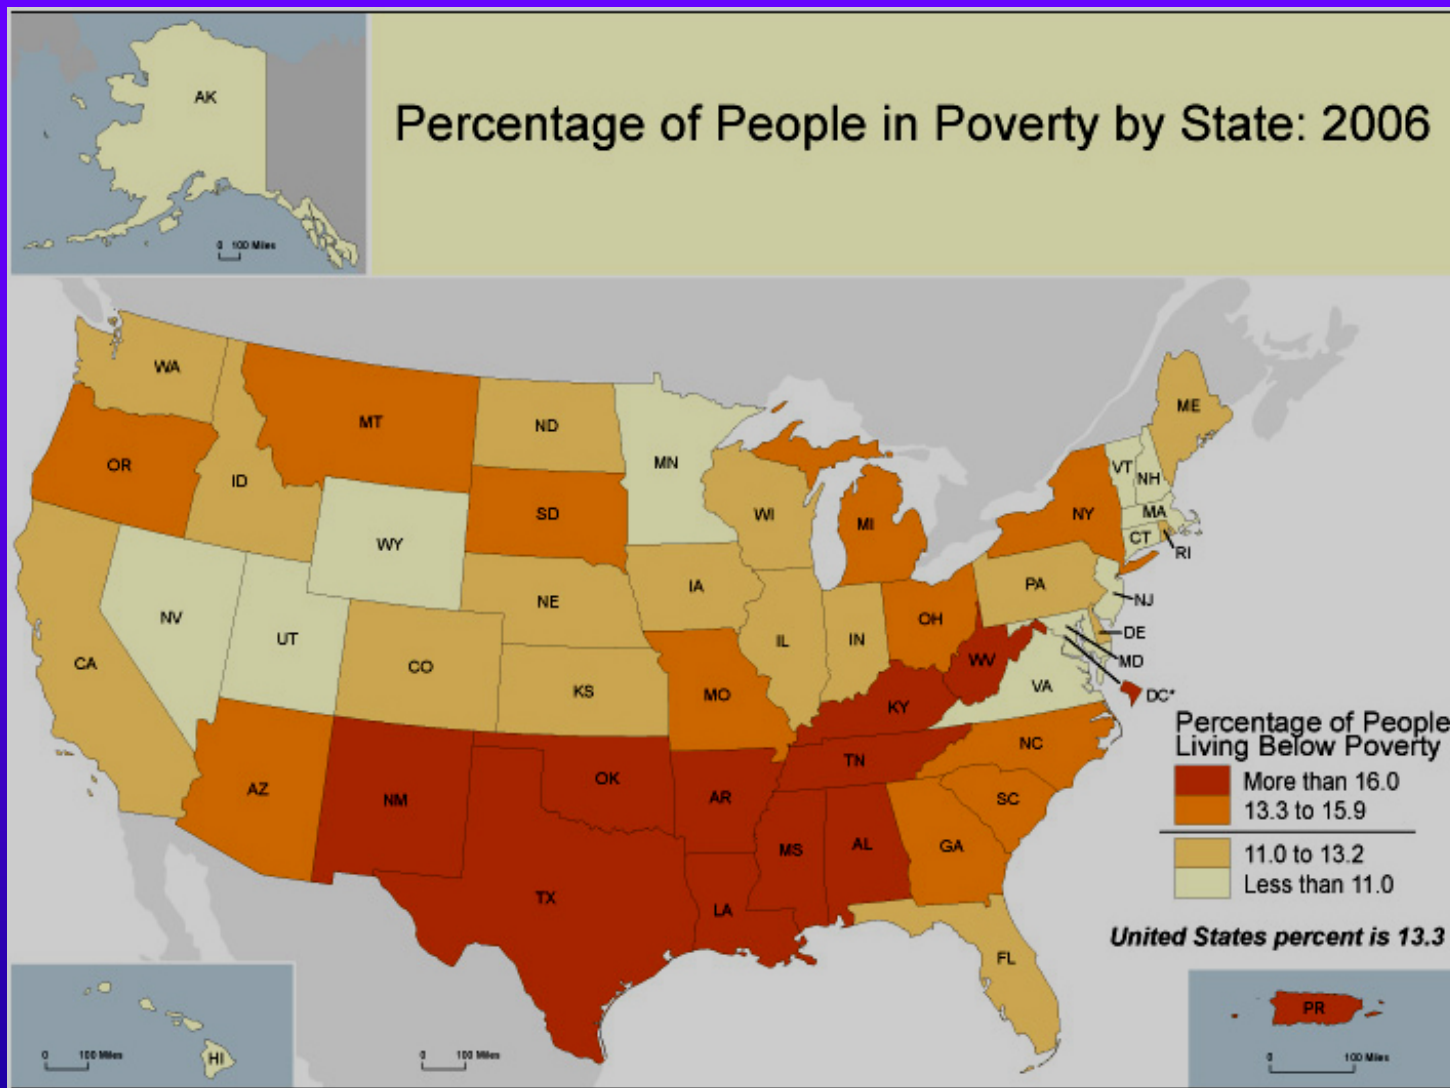 AK
Percentage of People in Poverty by State: 2006
0 100 Miles
WA
MT
ND
MN
ME
OR
ID
SD
WI
MI
NY
VT
NH
MA
CT
RI
WY
IA
NE
PA
NJ
NV
UT
CO
IL
IN
OH
DE
MD
CA
KS
MO
WV
VA
DC*
KY
AZ
NM
OK
AR
TN
NC
SC
MS
AL
GA
TX
LA
FL
Percentage of People
Living Below Poverty
More than 16.0
13.3 to 15.9
11.0 to 13.2
Less than 11.0
United States percent is 13.3
HI
0 100 Miles
0 100 Miles
PR
0 100 Miles